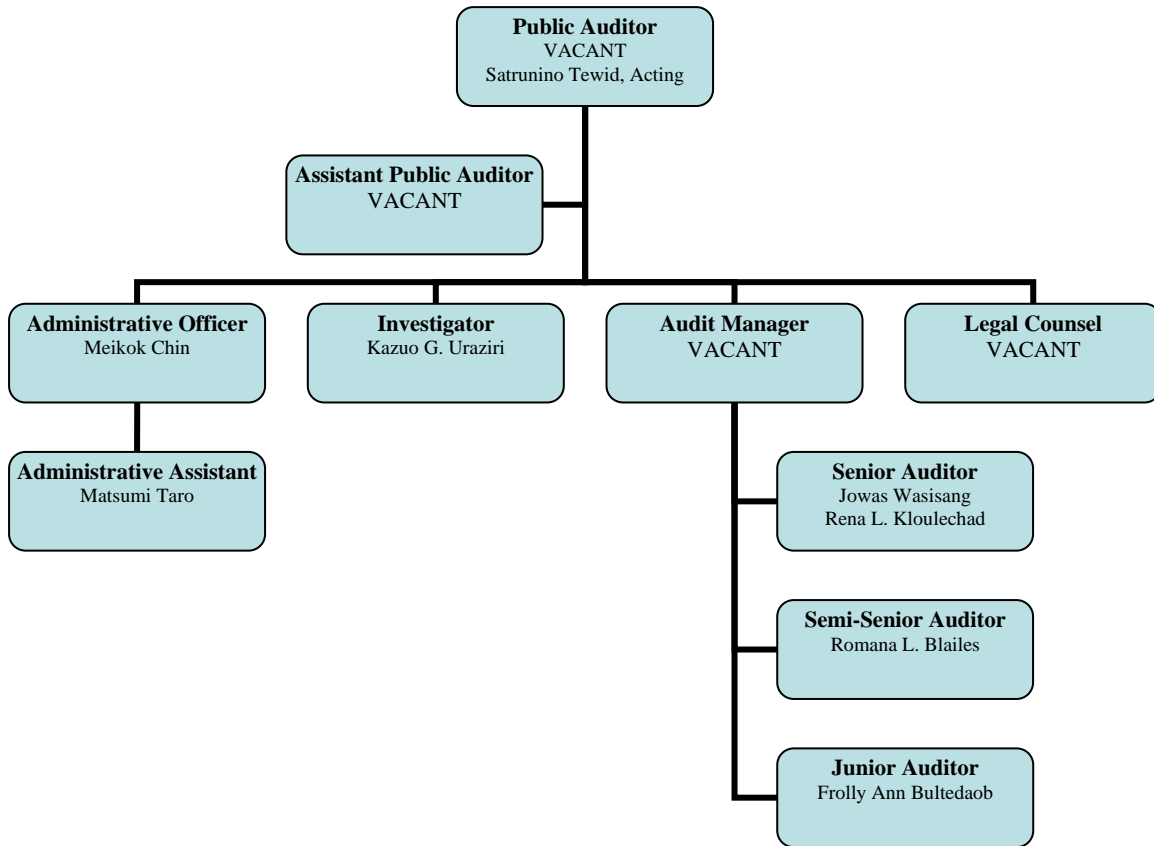 Public Auditor
VACANT
Satrunino Tewid, Acting
Assistant Public Auditor
VACANT
Administrative Officer
Meikok Chin
Investigator
Kazuo G. Uraziri
Audit Manager
VACANT
Legal Counsel
VACANT
Administrative Assistant
Matsumi Taro
Senior Auditor
Jowas Wasisang
Rena L. Kloulechad
Semi-Senior Auditor
Romana L. Blailes
Junior Auditor
Frolly Ann Bultedaob